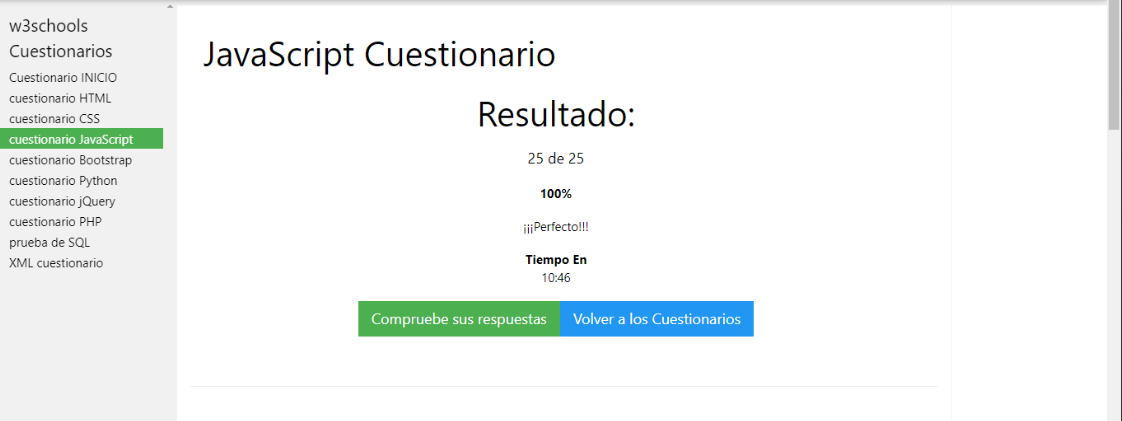 w3schools
Cuestionarios
Cuestionario INICIO
cuestionario HTML
cuestionario CSS
cuestionario JavaScript
cuestionario Bootstrap
cuestionario Python
cuestionario jQuery
cuestionario PHP
prueba de SQL
XML cuestionario
JavaScript Cuestionario
Resultado:
25 de 25
100%
¡¡¡Perfecto!!!
Tiempo En
10:46
Compruebe sus respuestas
Volver a los Cuestionarios